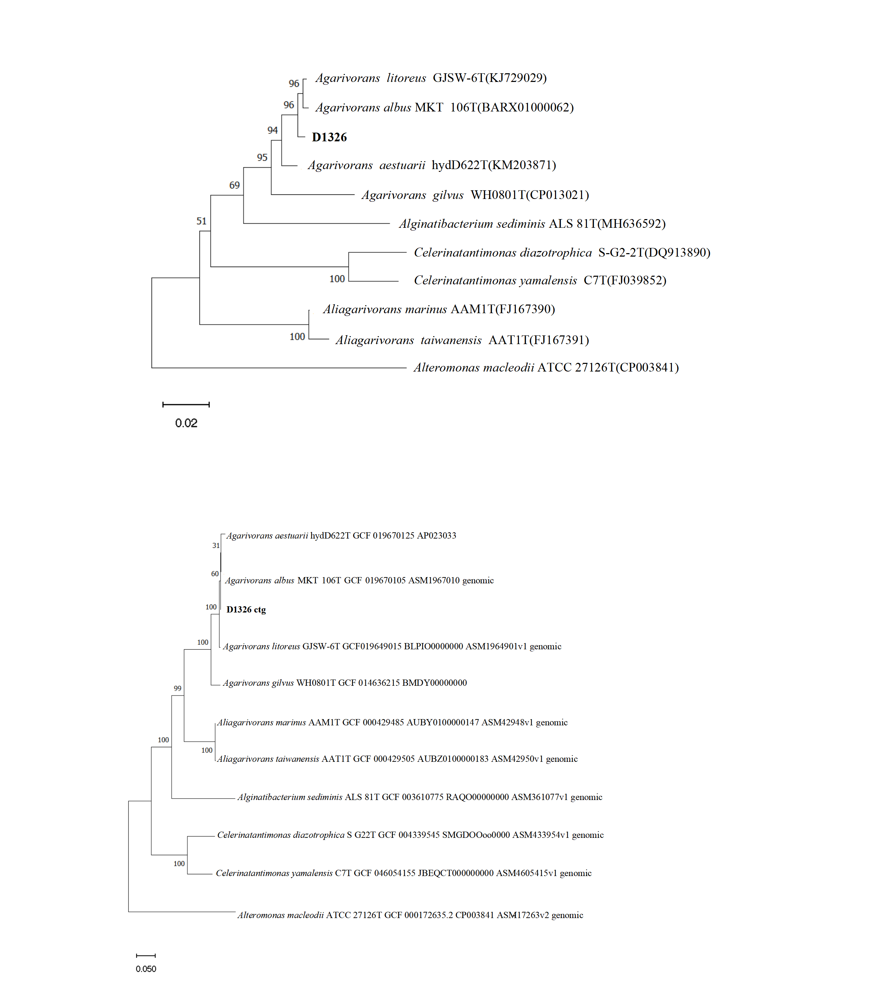 Agarivorans litoreus GJSW-6T(KJ729029)
96
Agarivorans albus MKT 106T(BARX01000062)
96
D1326
94
Agarivorans aestuarii hydD622T(KM203871)
95
Agarivorans gilvus WH0801T(CP013021)
69
Alginatibacterium sediminis ALS 81T(MH636592)
51
Celerinatantimonas diazotrophica S-G2-2T(DQ913890)
100
Celerinatantimonas yamalensis C7T(FJ039852)
Aliagarivorans marinus AAM1T(FJ167390)
100
Aliagarivorans taiwanensis AAT1T(FJ167391)
Alteromonas macleodii ATCC 27126T(CP003841)
0.02
Agarivorans aestuarii hydD622T GCF 019670125 AP023033
31
60
Agarivorans albus MKT 106T GCF 019670105 ASM1967010 genomic
100
D1326 ctg
100
Agarivorans litoreus GJSW-6T GCF019649015 BLPIO0000000 ASM1964901v1 genomic
Agarivorans gilvus WH0801T GCF 014636215 BMDY00000000
99
Aliagarivorans marinus AAM1T GCF 000429485 AUBY0100000147 ASM42948v1 genomic
100
100
Aliagarivorans taiwanensis AAT1T GCF 000429505 AUBZ0100000183 ASM42950v1 genomic
Alginatibacterium sediminis ALS 81T GCF 003610775 RAQO00000000 ASM361077v1 genomic
Celerinatantimonas diazotrophica S G22T GCF 004339545 SMGDOOoo0000 ASM433954v1 genomic
100
Celerinatantimonas yamalensis C7T GCF 046054155 JBEQCT000000000 ASM4605415v1 genomic
Alteromonas macleodii ATCC 27126T GCF 000172635.2 CP003841 ASM17263v2 genomic
0.050